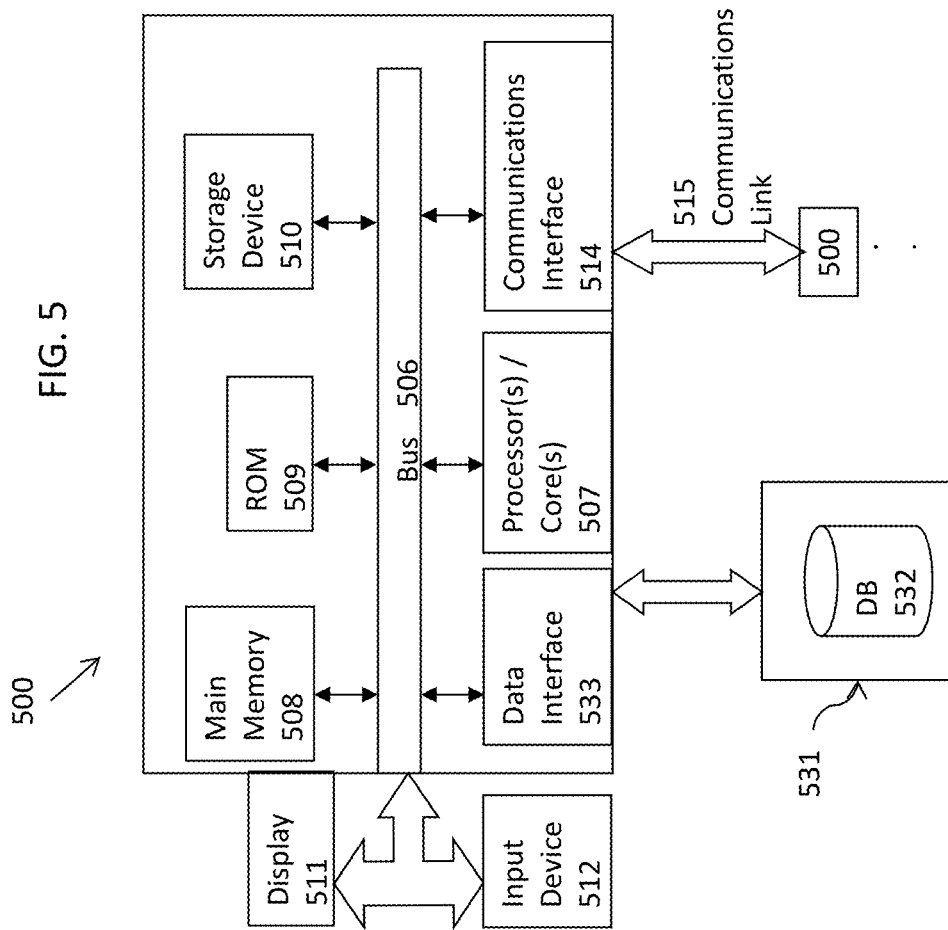 FIG. 5
500
Main
Memory
508
ROM
509
Storage
Device
510
Display
511
Bus 506
Input
Device
512
Data
Interface
533
Processor(s) /
Core(s)
507
Communications
Interface
514
515
Communications
Link
531
DB
532
500